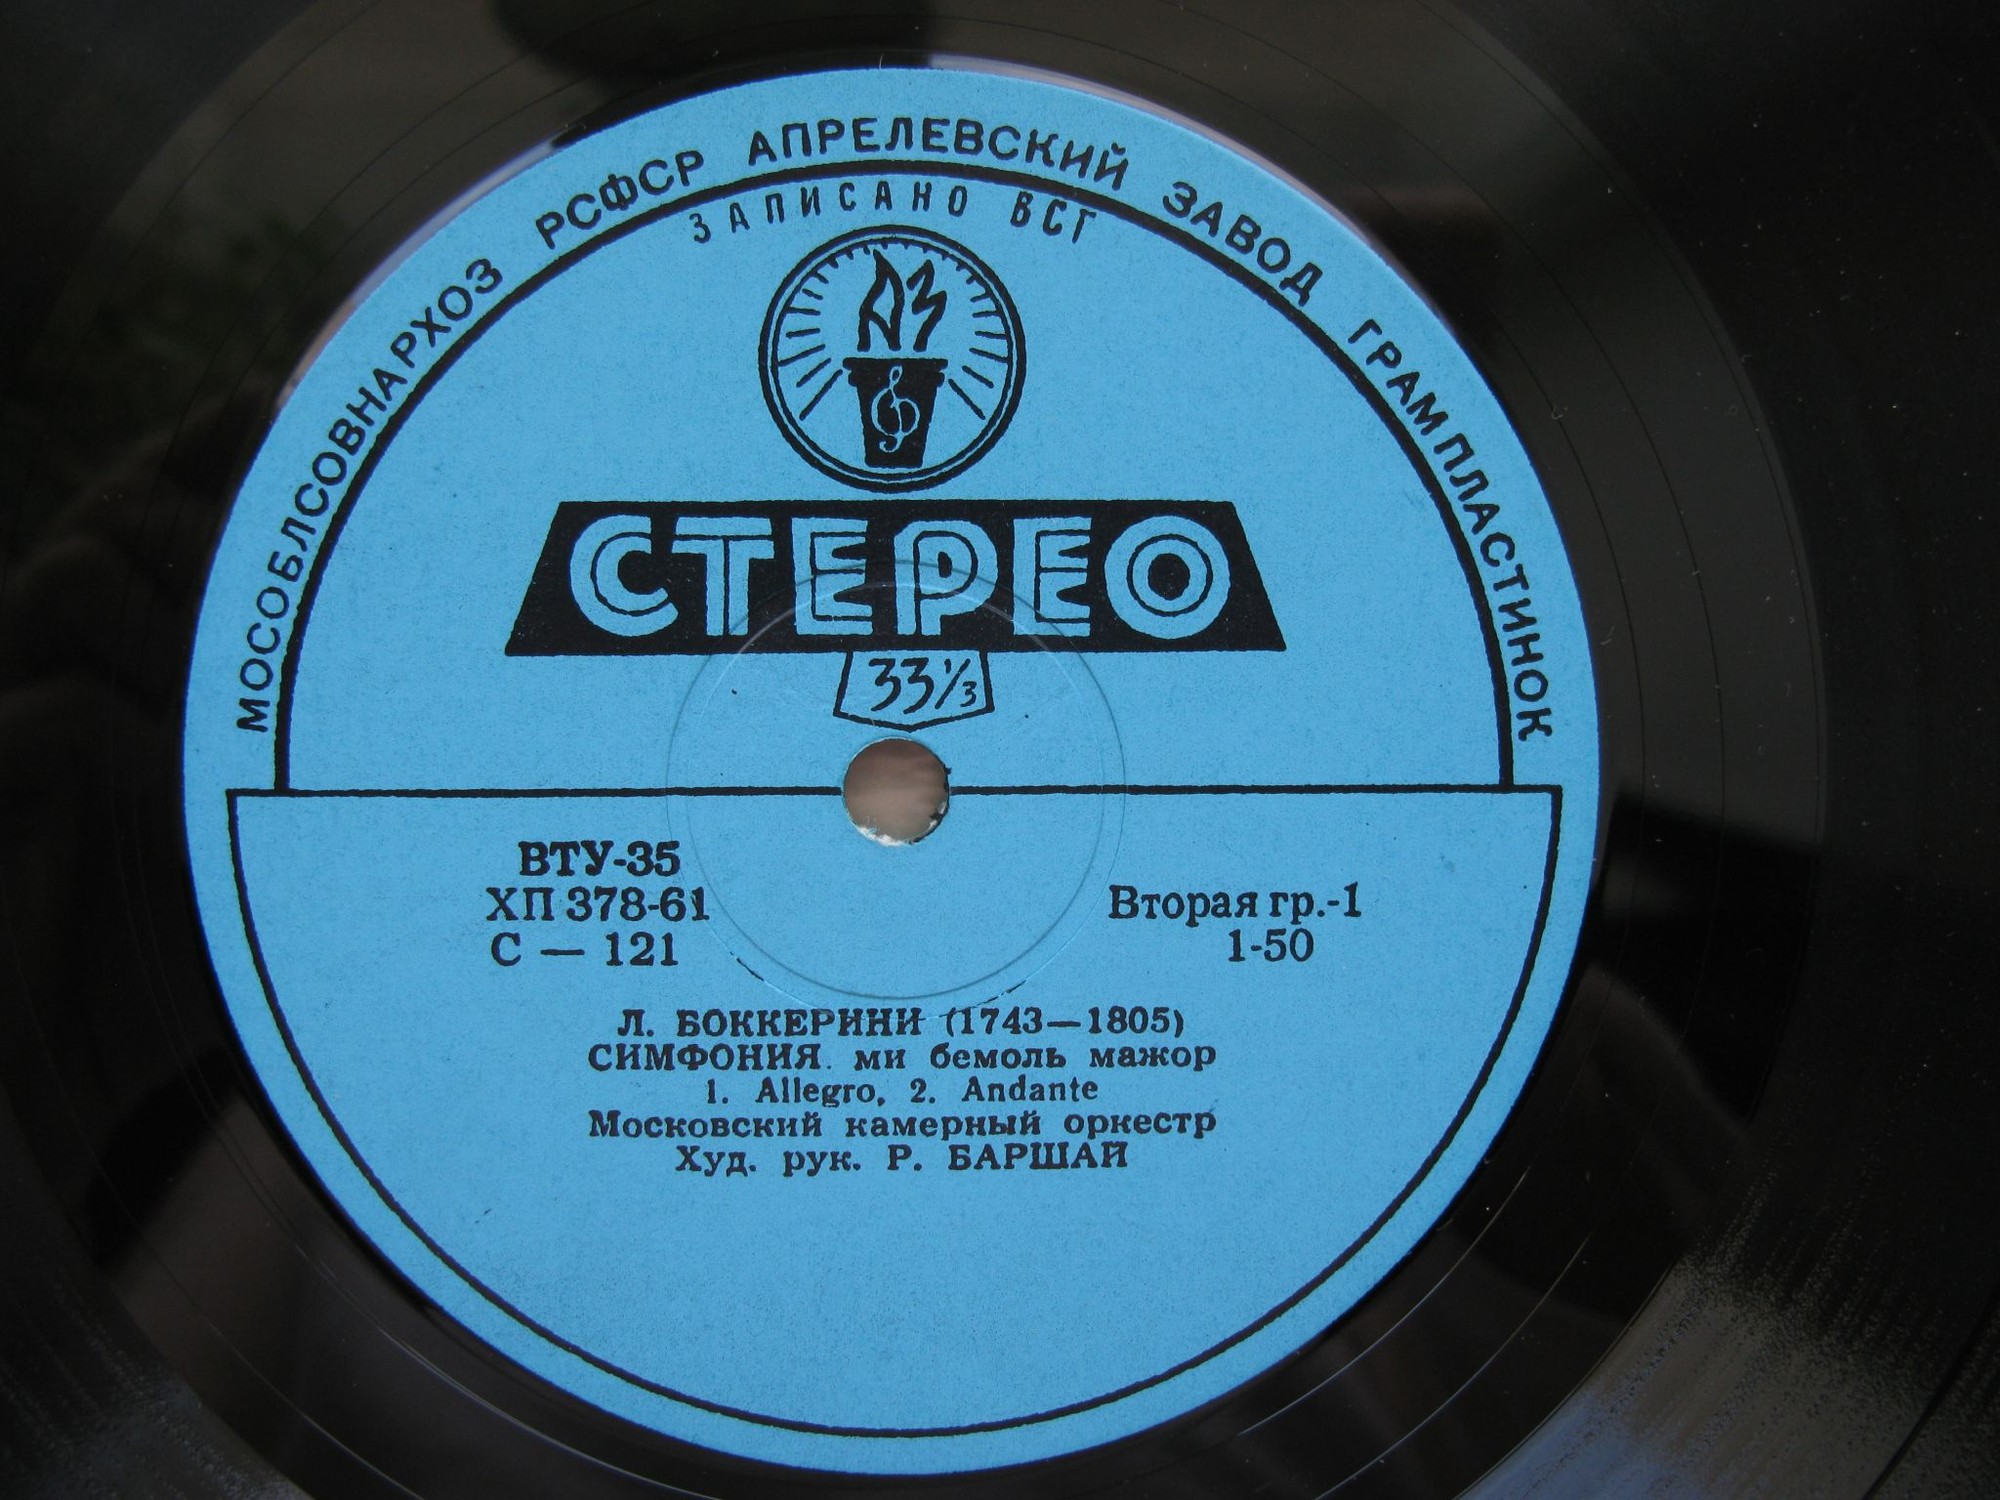 МОСОБЛСОВНАРХОЗ РСФСР АПРЕЛЕВСКИЙ ЗАВОД ГРАМПЛАСТИНОК
ЗАПИСАНО ВСГ
АЗ
СТЕРЕО
33⅓
ВТУ-35
ХП 378-61
С — 121
Вторая гр.-1
1-50
Л. БОККЕРИНИ (1743—1805)
СИМФОНИЯ ми бемоль мажор
1. Allegro, 2. Andante
Московский камерный оркестр
Худ. рук. Р. БАРШАЙ